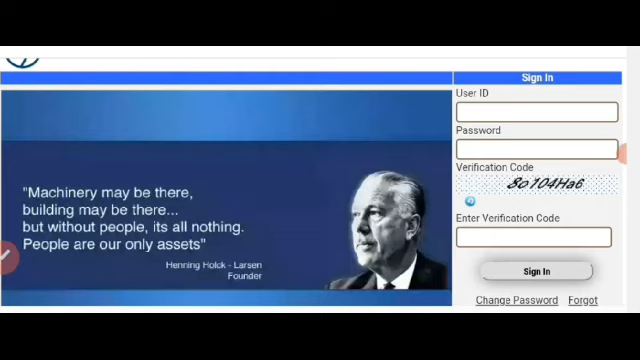 Sign In
User ID
Password
Verification Code
8o104Ha6
Enter Verification Code
Sign In
Change Password Forgot
"Machinery may be there,
building may be there...
but without people, its all nothing.
People are our only assets"
Henning Holck - Larsen
Founder